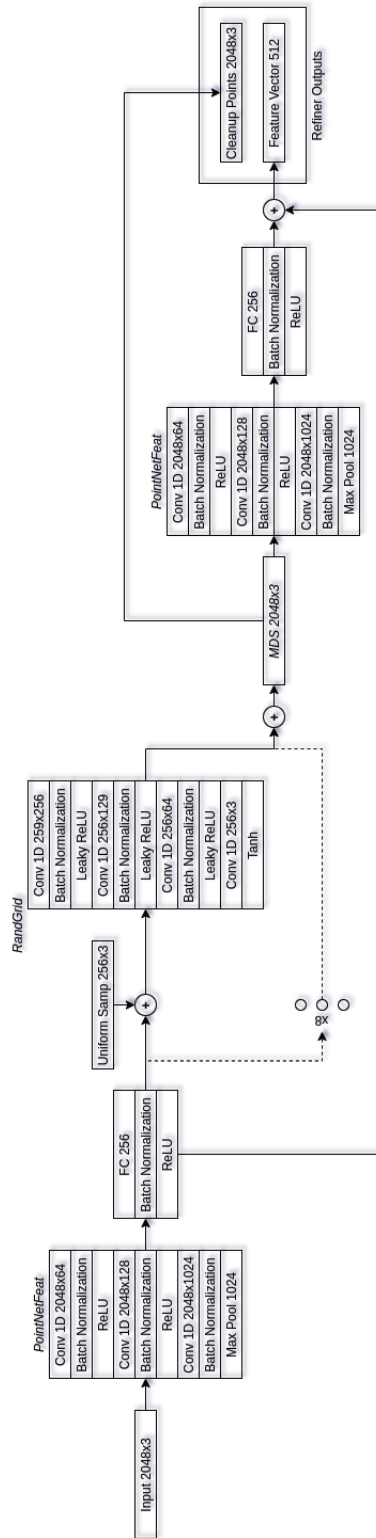 Input 2048x3
PointNetFeat
Conv 1D 2048x64
Batch Normalization
ReLU
Conv 1D 2048x128
Batch Normalization
ReLU
Conv 1D 2048x1024
Batch Normalization
Max Pool 1024
FC 256
Batch Normalization
ReLU
Uniform Samp 256x3
+
x8
RandGrid
Conv 1D 259x256
Batch Normalization
Leaky ReLU
Conv 1D 256x129
Batch Normalization
Leaky ReLU
Conv 1D 256x64
Batch Normalization
Leaky ReLU
Conv 1D 256x3
Tanh
+
MDS 2048x3
PointNetFeat
Conv 1D 2048x64
Batch Normalization
ReLU
Conv 1D 2048x128
Batch Normalization
ReLU
Conv 1D 2048x1024
Batch Normalization
Max Pool 1024
FC 256
Batch Normalization
ReLU
+
Cleanup Points 2048x3
Feature Vector 512
Refiner Outputs